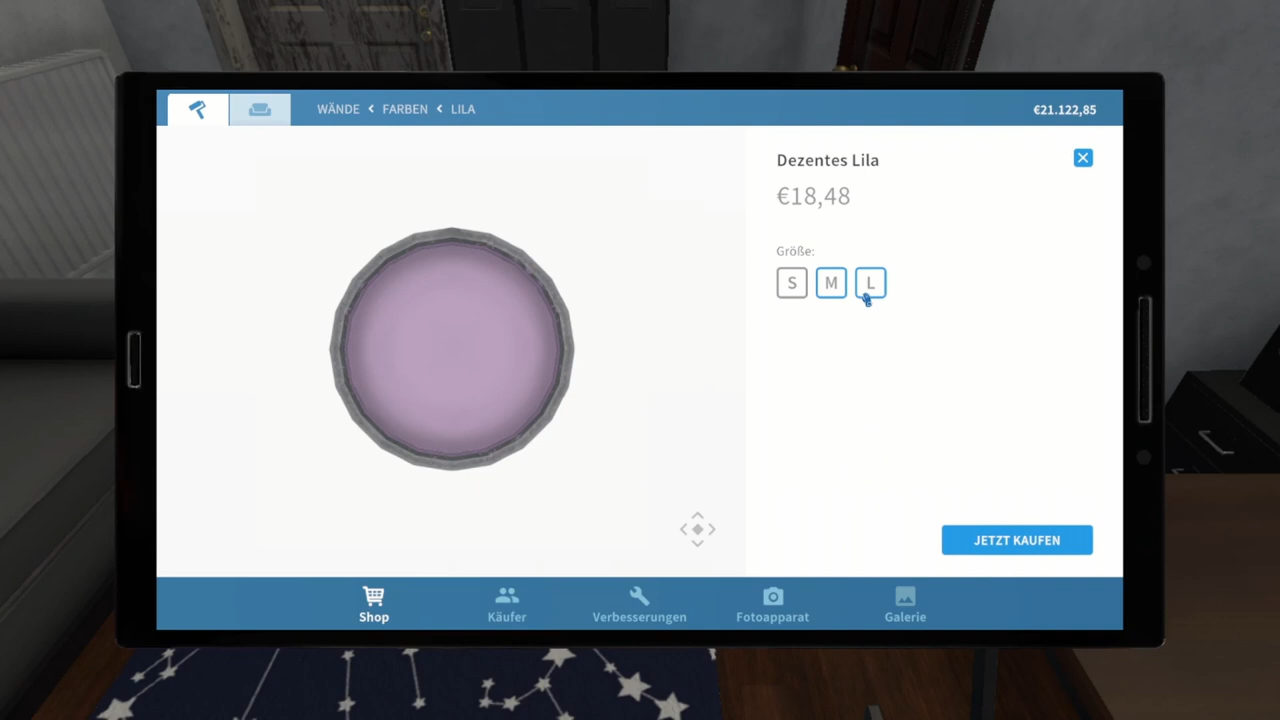 WÄNDE < FARBEN < LILA
€21.122,85
Dezentes Lila
€18,48
Größe:
S M L
JETZT KAUFEN
Shop
Käufer
Verbesserungen
Fotoapparat
Galerie